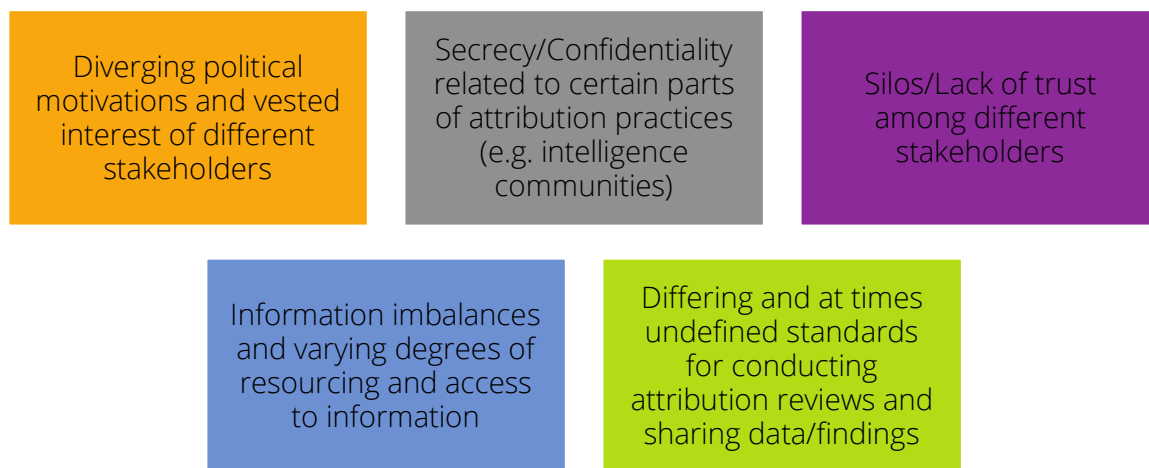 Diverging political
motivations and vested
interest of different
stakeholders
Secrecy/Confidentiality
related to certain parts
of attribution practices
(e.g. intelligence
communities)
Silos/Lack of trust
among different
stakeholders
Information imbalances
and varying degrees of
resourcing and access
to information
Differing and at times
undefined standards
for conducting
attribution reviews and
sharing data/findings